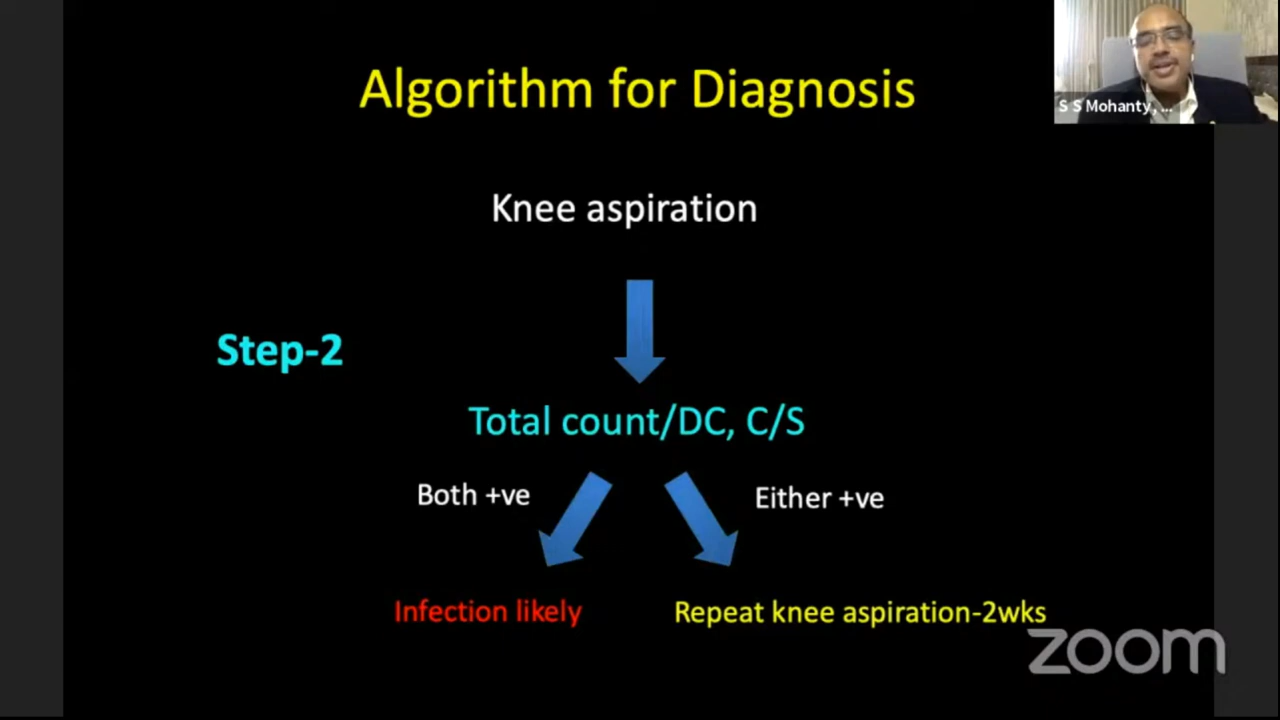 Algorithm for Diagnosis
S S Mohanty, ...
Knee aspiration
Step-2
Total count/DC, C/S
Both +ve
Either +ve
Infection likely
Repeat knee aspiration-2wks
zoom